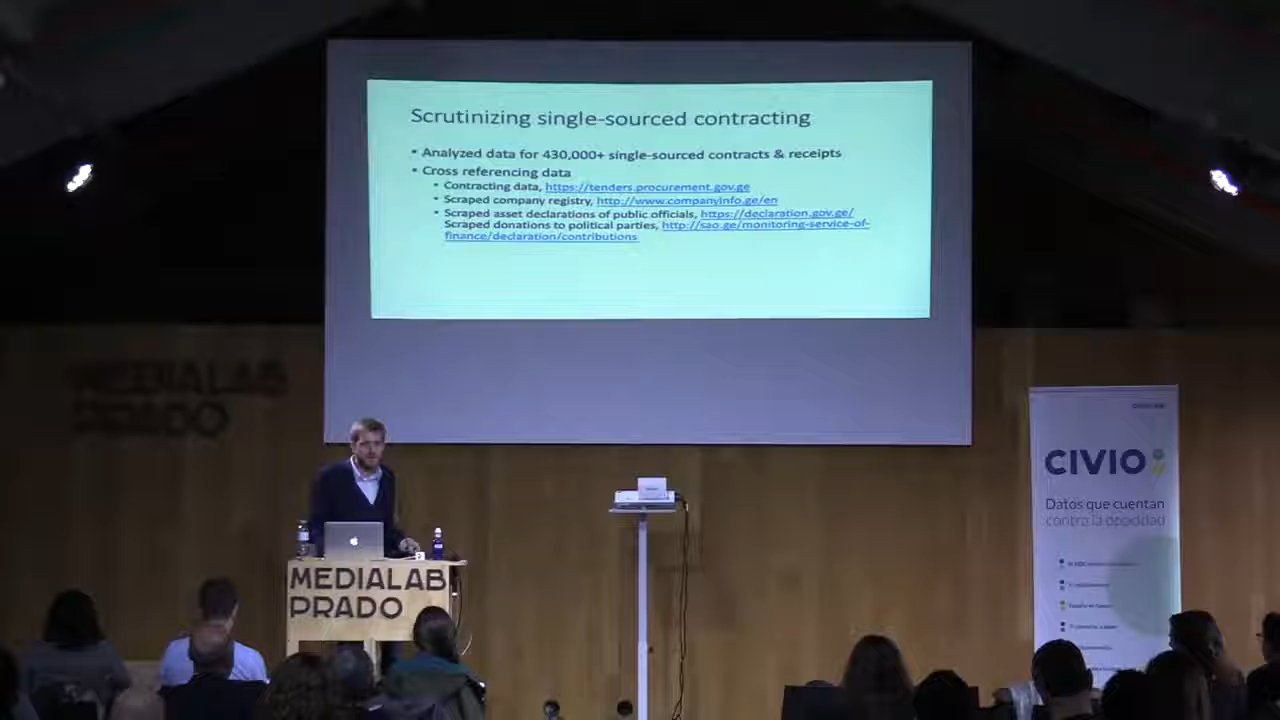 Scrutinizing single-sourced contracting
• Analyzed data for 430,000+ single-sourced contracts & receipts
• Cross referencing data
• Contracting data, https://tenders.procurement.gov.ge
• Scraped company registry, http://www.companyinfo.ge/en
• Scraped asset declarations of public officials, https://declaration.gov.ge/
Scraped donations to political parties, http://sao.ge/monitoring-service-of-
finance/declaration/contributions
MEDIALAB
PRADO
CIVIO
Datos que cuentan
contra la opacidad
MEDIALAB
PRADO